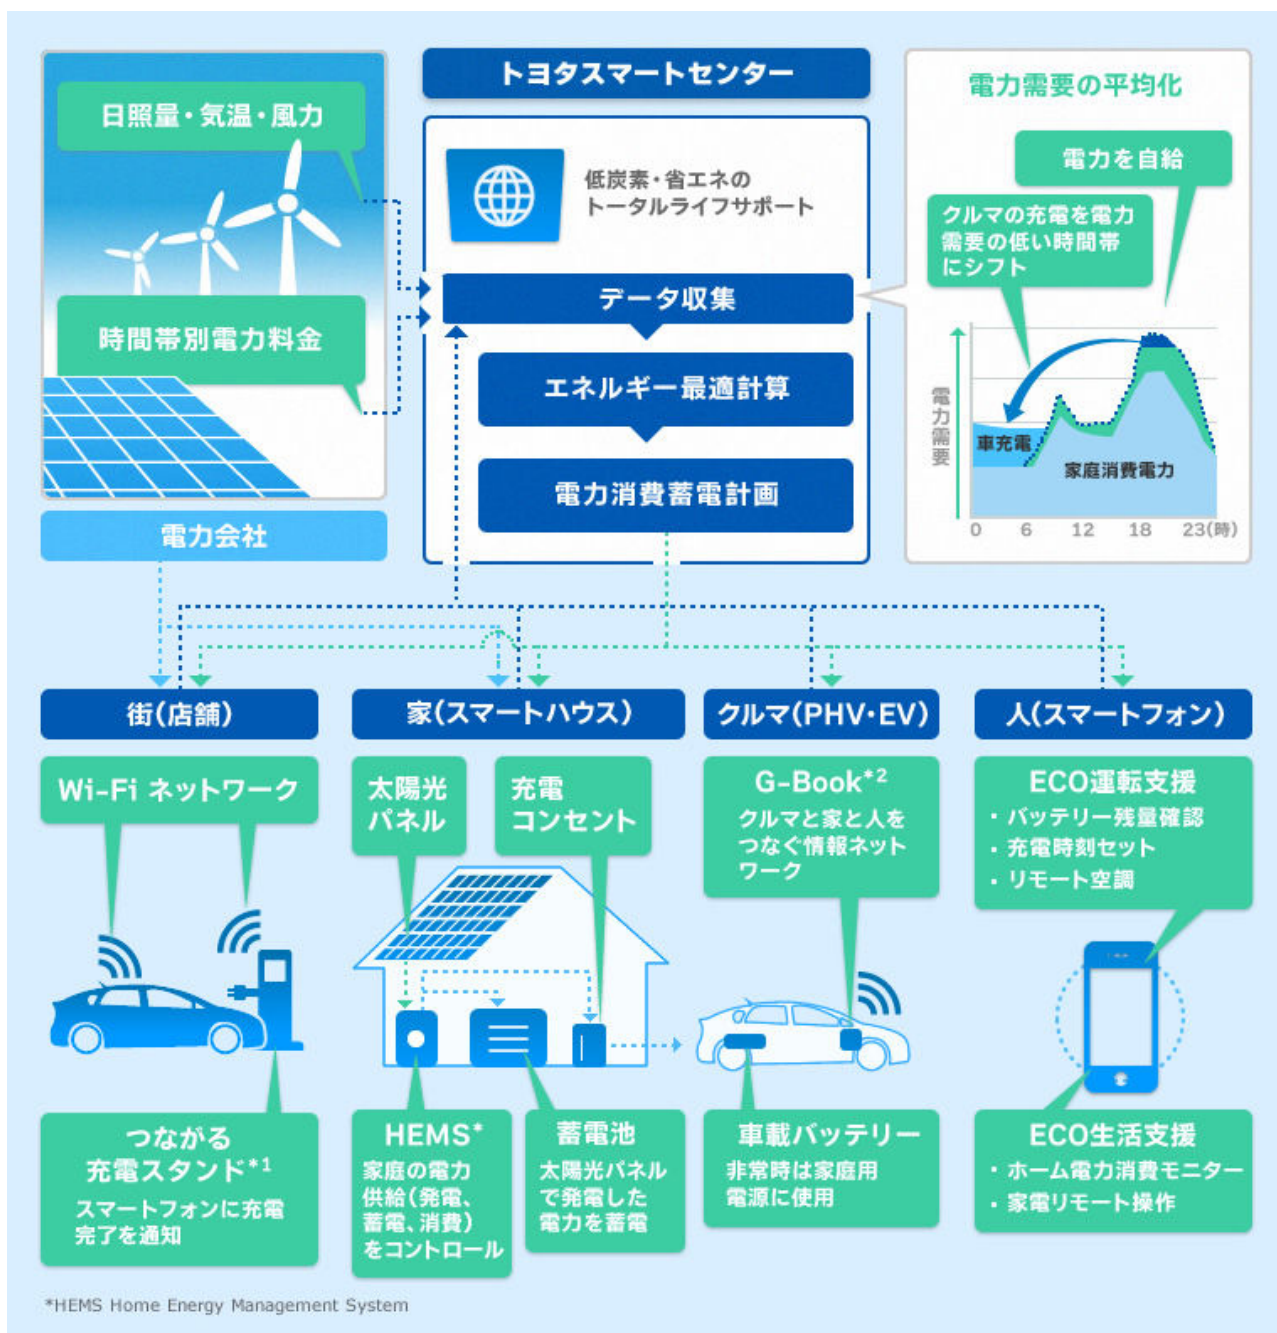 日照量・気温・風力
時間帯別電力料金
電力会社
トヨタスマートセンター
低炭素・省エネの
トータルライフサポート
データ収集
エネルギー最適計算
電力消費蓄電計画
電力需要の平均化
電力を自給
クルマの充電を電力
需要の低い時間帯
にシフト
電力需要
車充電
家庭消費電力
0 6 12 18 23(時)
街(店舗)
Wi-Fi ネットワーク
つながる
充電スタンド*1
スマートフォンに充電
完了を通知
家(スマートハウス)
太陽光
パネル
充電
コンセント
HEMS*
家庭の電力
供給(発電、
蓄電、消費)
をコントロール
蓄電池
太陽光パネル
で発電した
電力を蓄電
クルマ(PHV・EV)
G-Book*2
クルマと家と人を
つなぐ情報ネット
ワーク
車載バッテリー
非常時は家庭用
電源に使用
人(スマートフォン)
ECO運転支援
・バッテリー残量確認
・充電時刻セット
・リモート空調
ECO生活支援
・ホーム電力消費モニター
・家電リモート操作
*HEMS Home Energy Management System